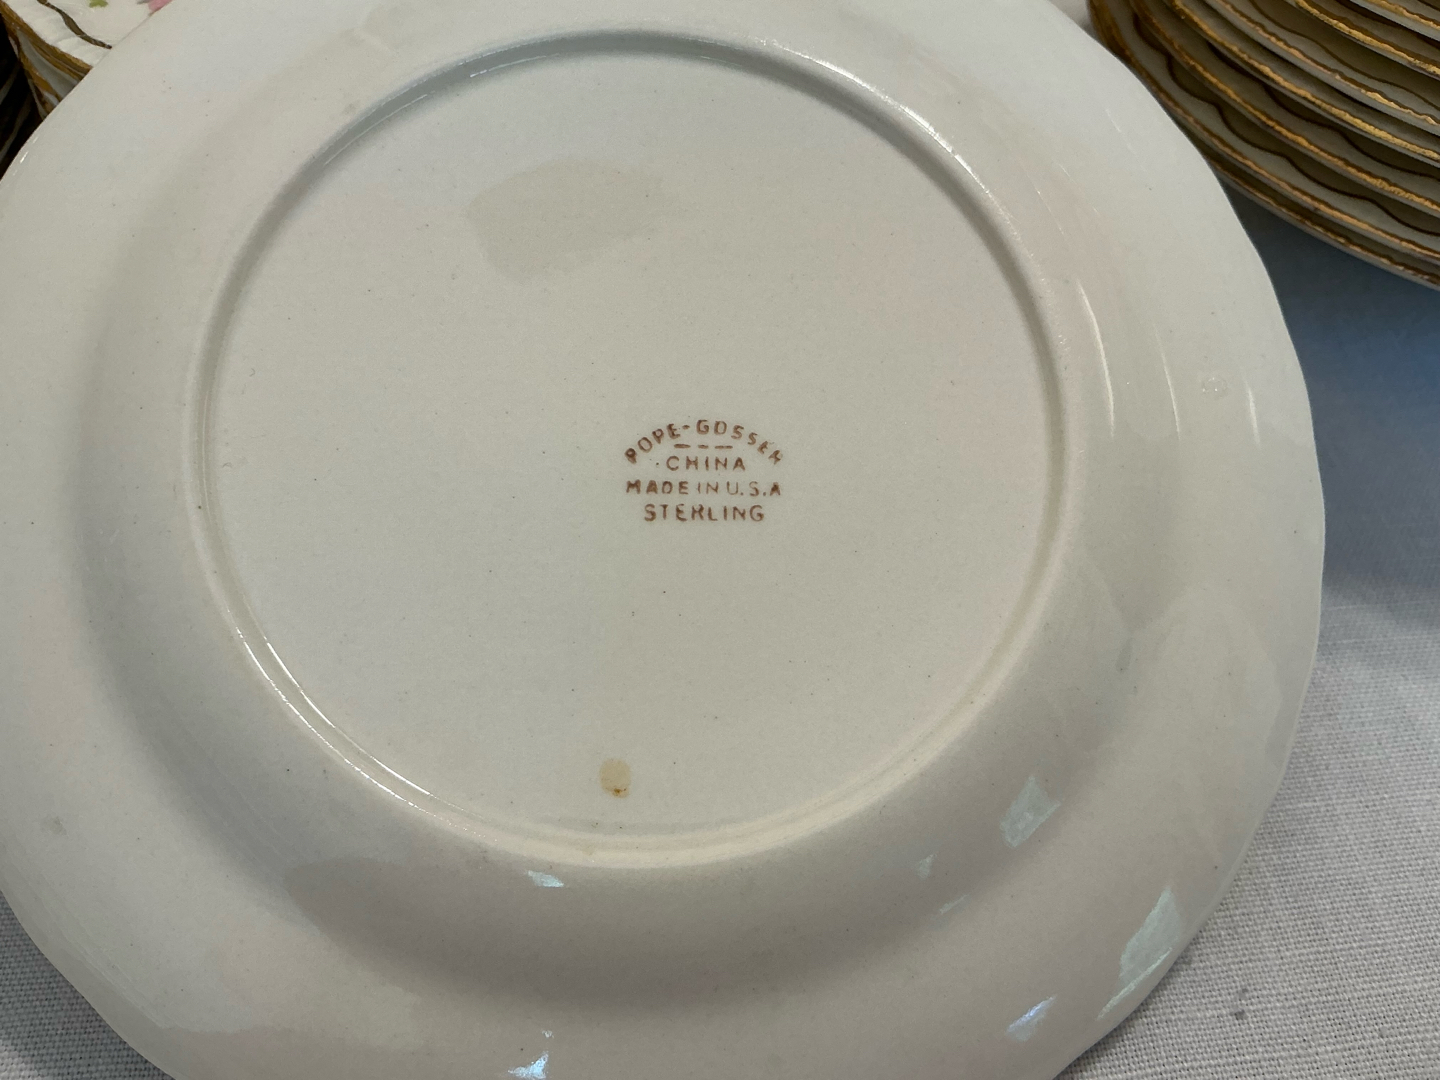 POPE-GOSSER
CHINA
MADE IN U.S.A
STERLING